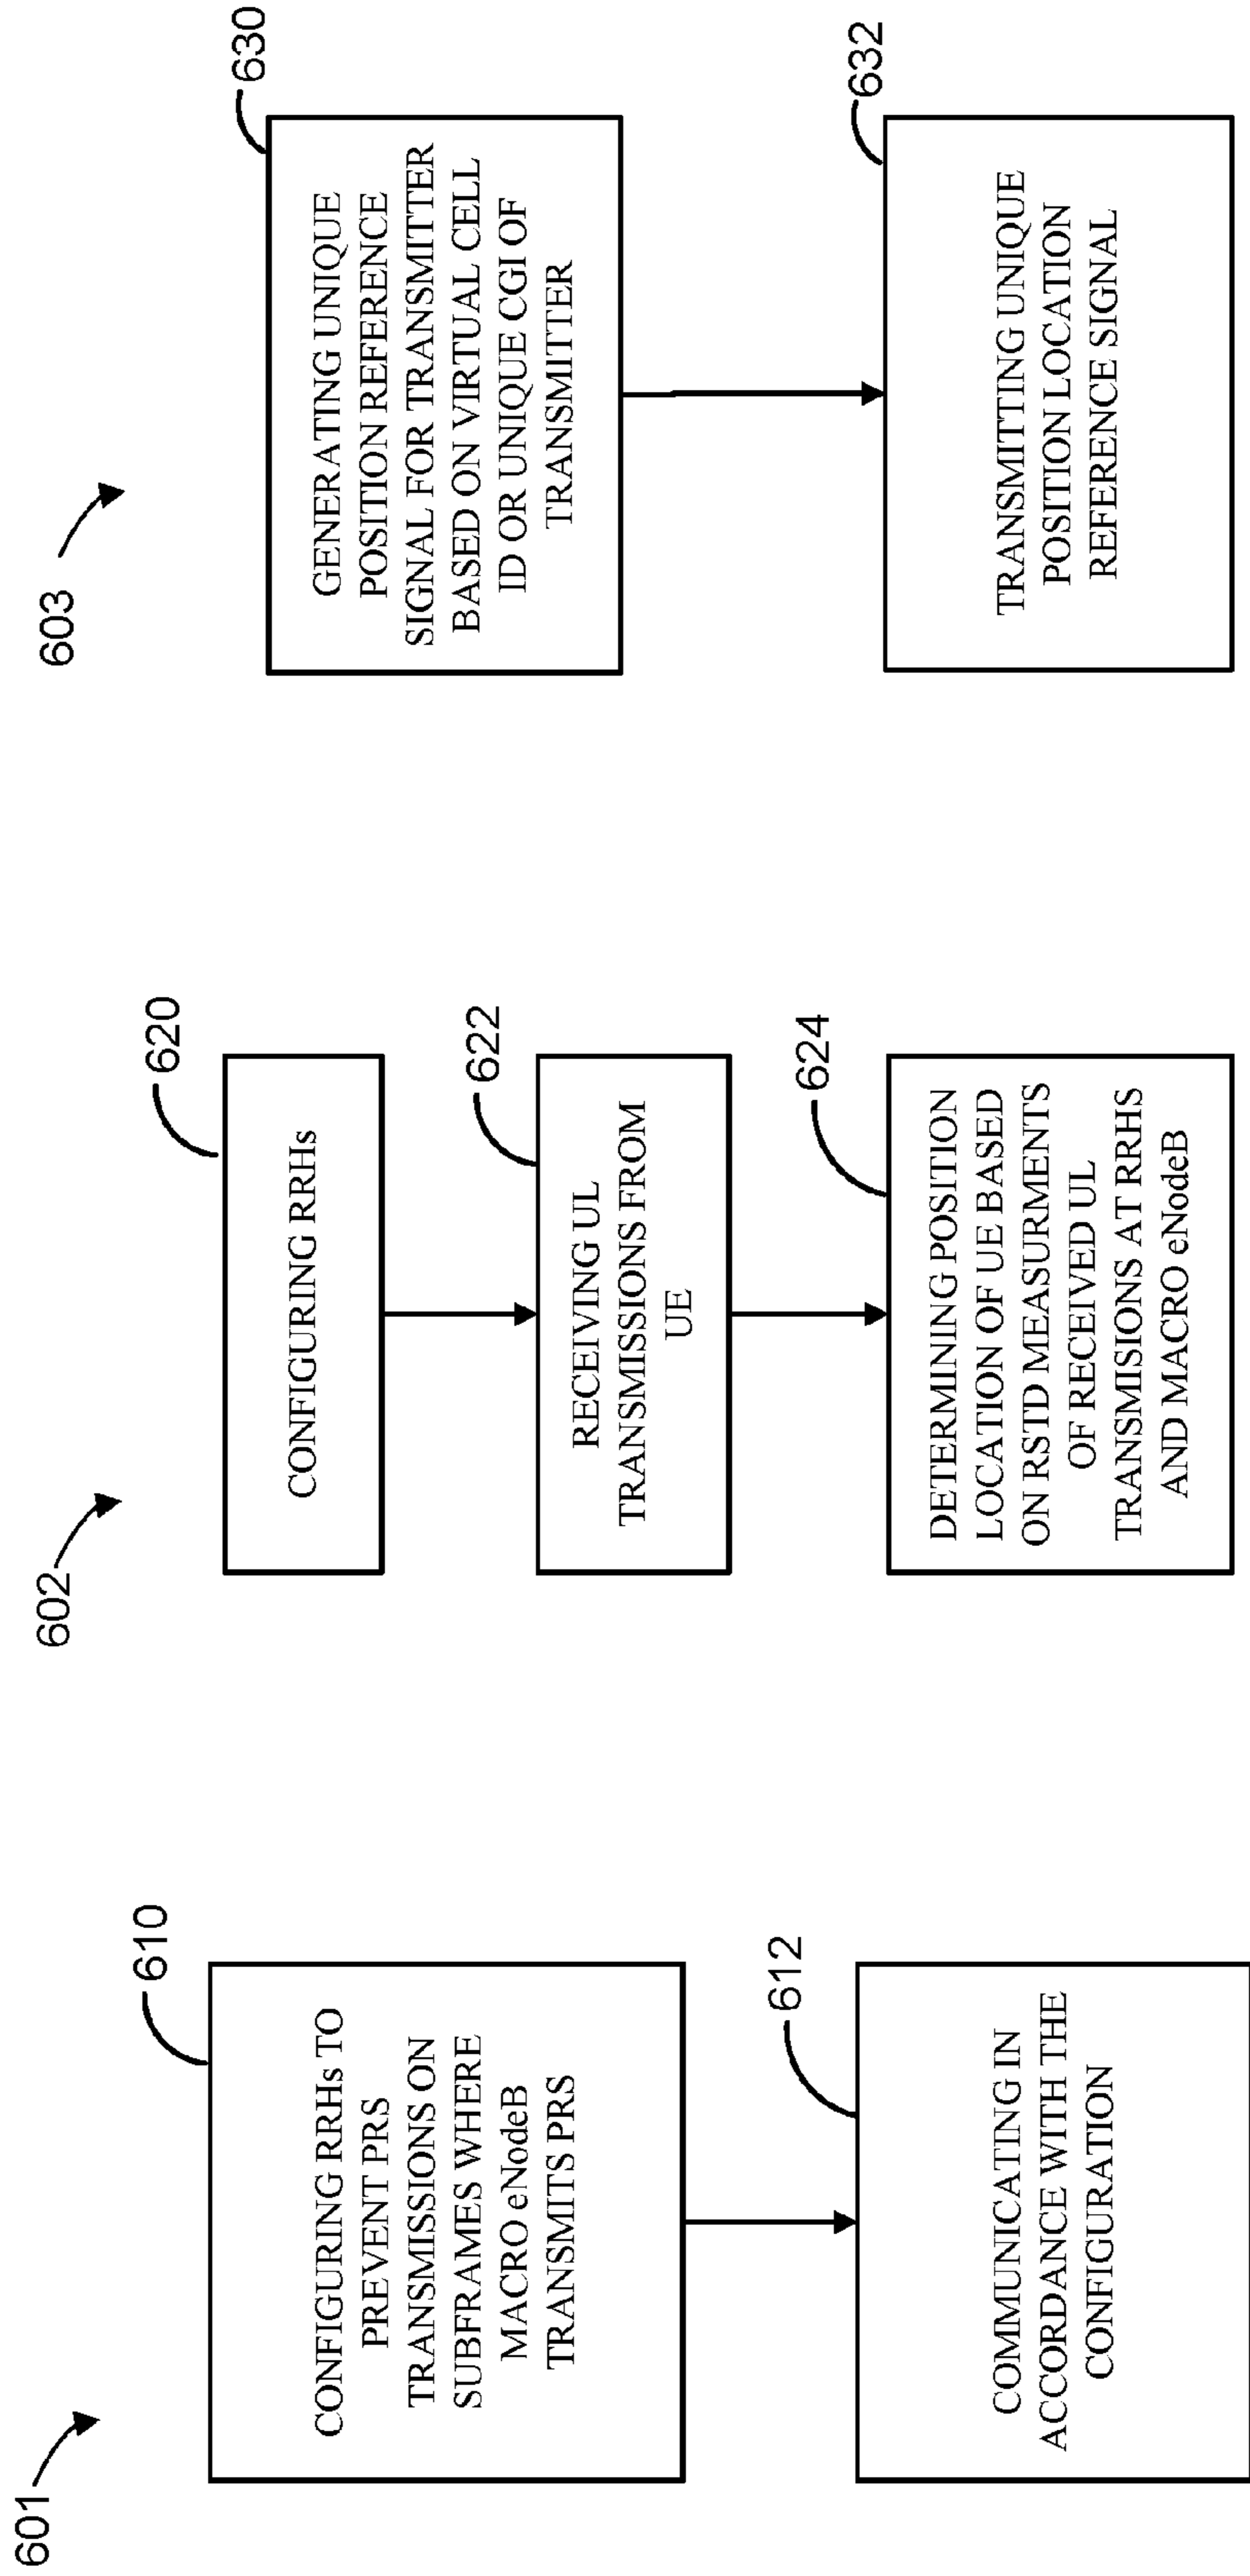 601
610
CONFIGURING RRHs TO
PREVENT PRS
TRANSMISSIONS ON
SUBFRAMES WHERE
MACRO eNodeB
TRANSMITS PRS
612
COMMUNICATING IN
ACCORDANCE WITH THE
CONFIGURATION
602
620
CONFIGURING RRHs
622
RECEIVING UL
TRANSMISSIONS FROM
UE
624
DETERMINING POSITION
LOCATION OF UE BASED
ON RSTD MEASURMENTS
OF RECEIVED UL
TRANSMISIONS AT RRHS
AND MACRO eNodeB
603
630
GENERATING UNIQUE
POSITION REFERENCE
SIGNAL FOR TRANSMITTER
BASED ON VIRTUAL CELL
ID OR UNIQUE CGI OF
TRANSMITTER
632
TRANSMITTING UNIQUE
POSITION LOCATION
REFERENCE SIGNAL